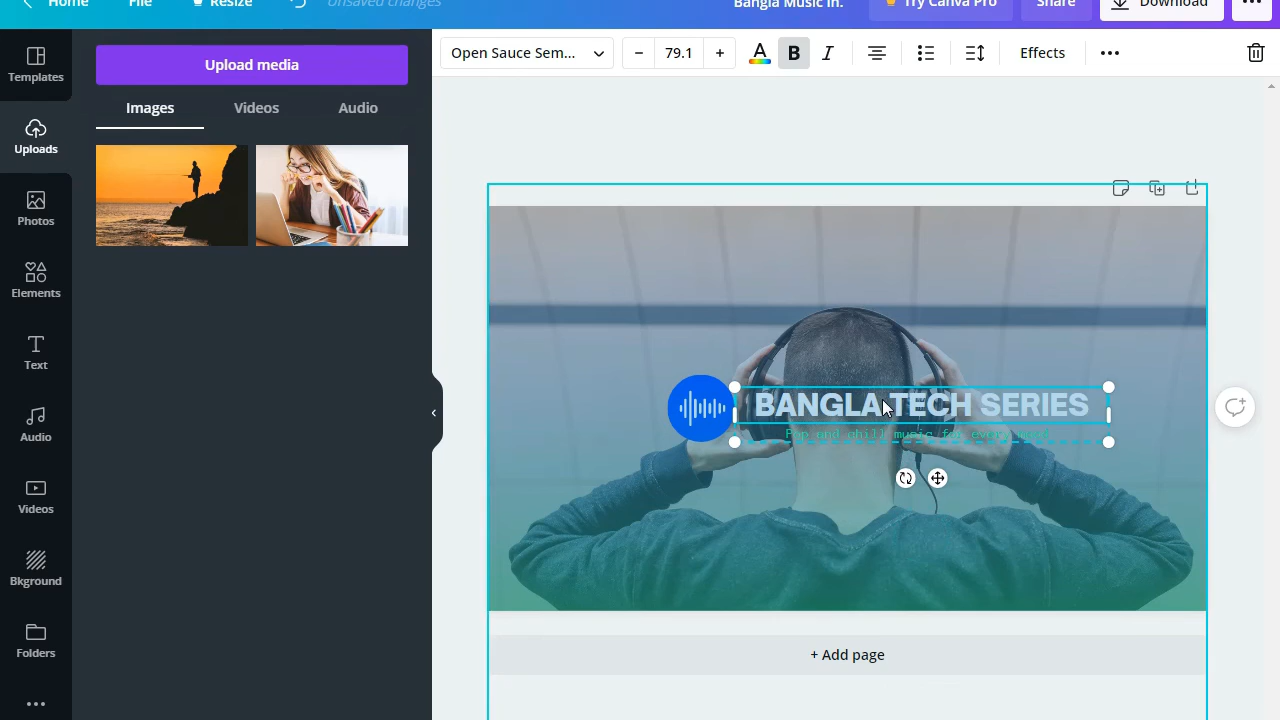 Home File Resize Unsaved changes Bangla Music In. Try Canva Pro Share Download
Templates
Uploads
Photos
Elements
Text
Audio
Videos
Bkground
Folders
Upload media
Images Videos Audio
Open Sauce Sem... − 79.1 + A B I Effects
BANGLA TECH SERIES
Pop and chill music for every mood
+ Add page